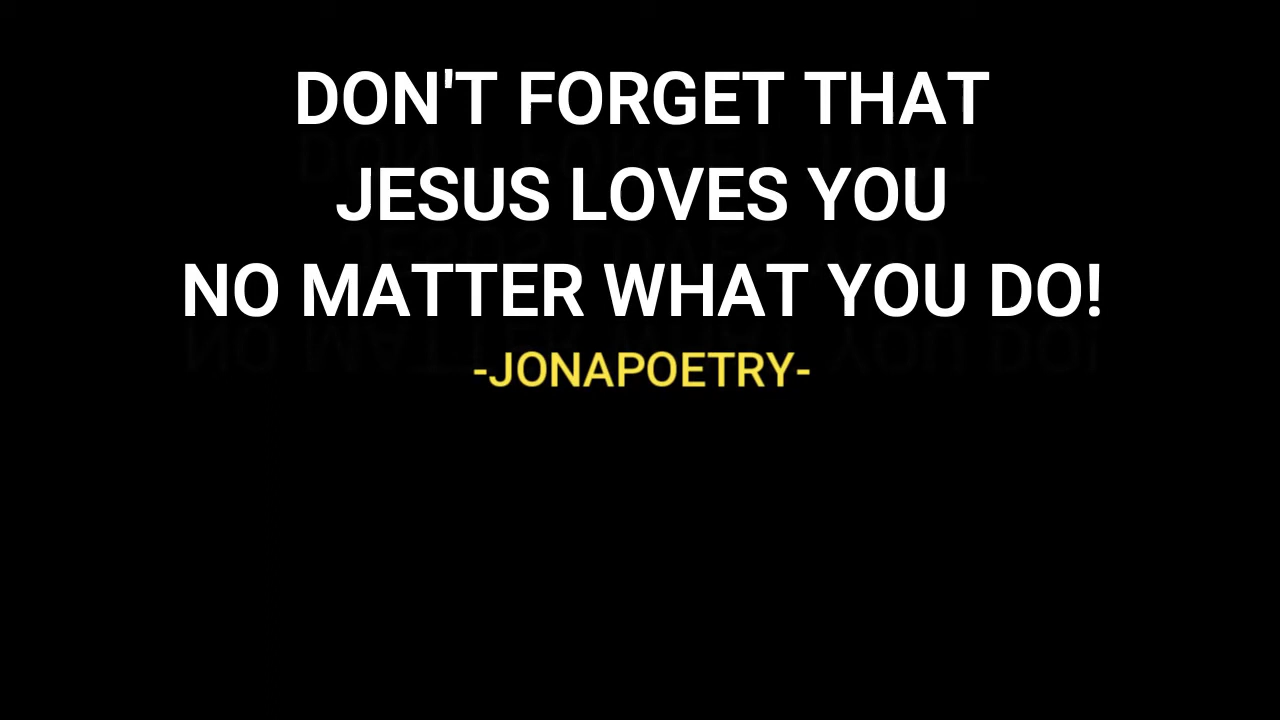 DON'T FORGET THAT
JESUS LOVES YOU
NO MATTER WHAT YOU DO!
-JONAPOETRY-